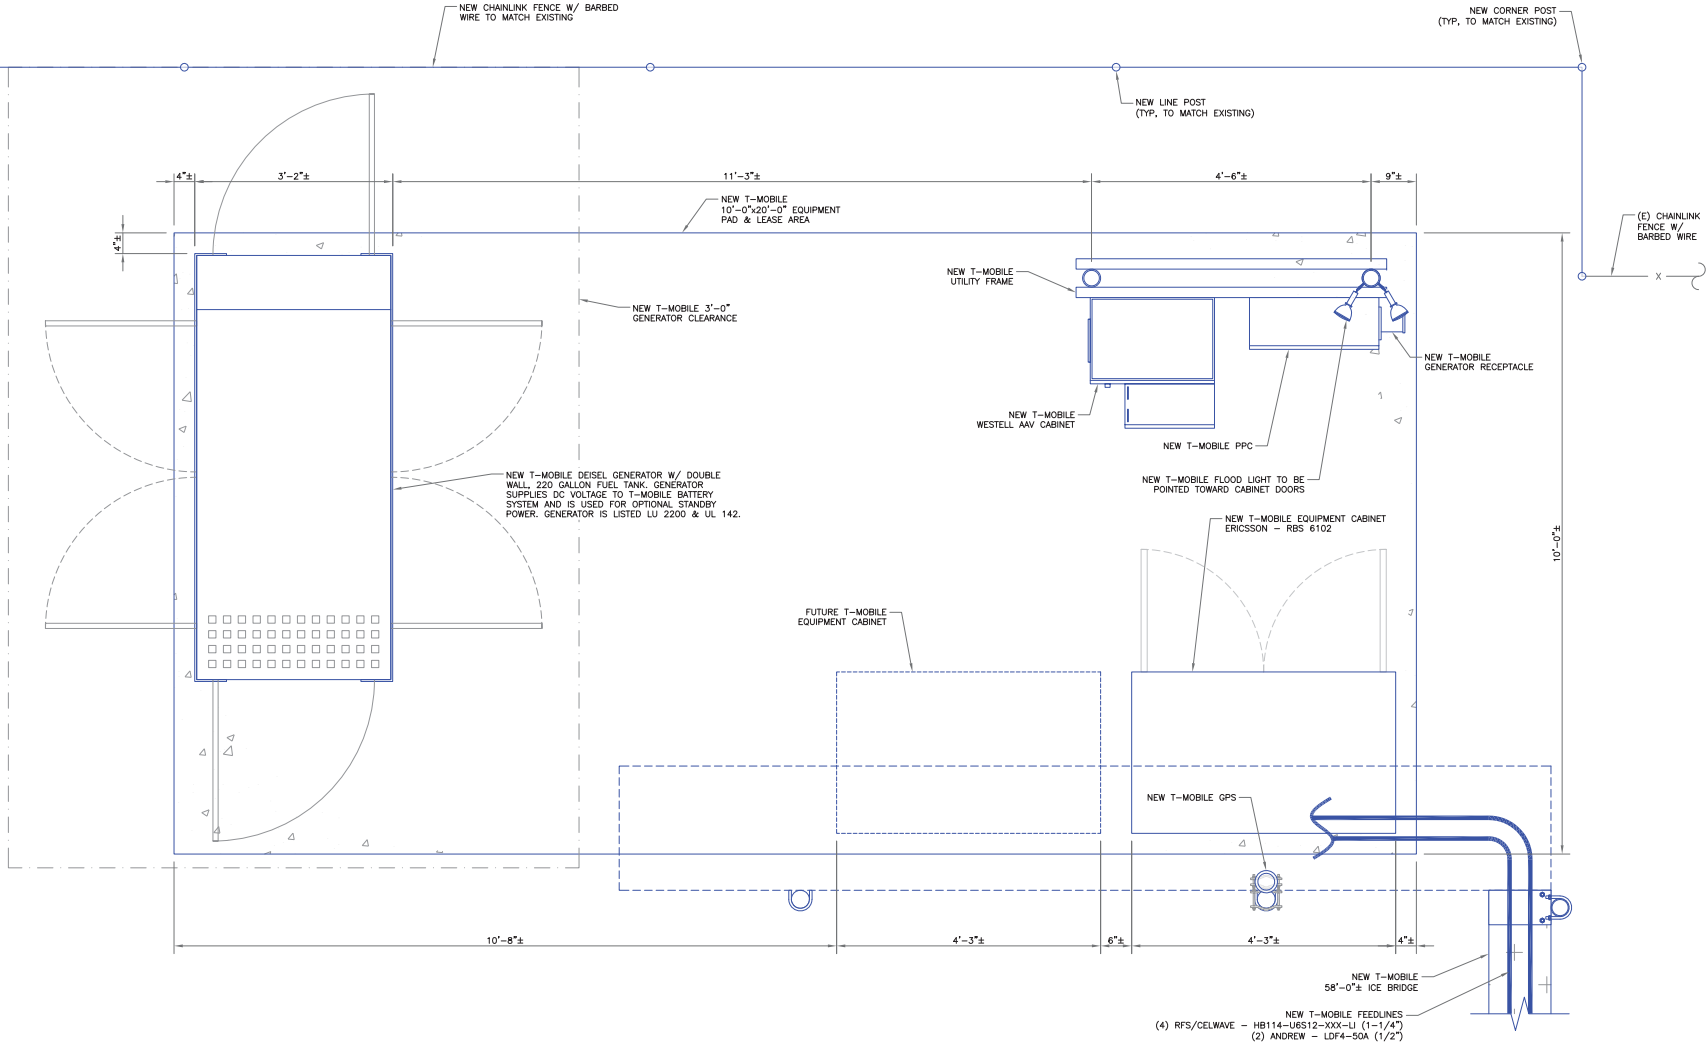 NEW CHAINLINK FENCE W/ BARBED
WIRE TO MATCH EXISTING
NEW CORNER POST
(TYP, TO MATCH EXISTING)
NEW LINE POST
(TYP, TO MATCH EXISTING)
4"±
3'-2"±
11'-3"±
4'-6"±
9"±
4"±
NEW T-MOBILE
10'-0"x20'-0" EQUIPMENT
PAD & LEASE AREA
(E) CHAINLINK
FENCE W/
BARBED WIRE
X
NEW T-MOBILE
UTILITY FRAME
NEW T-MOBILE 3'-0"
GENERATOR CLEARANCE
NEW T-MOBILE
GENERATOR RECEPTACLE
NEW T-MOBILE
WESTELL AAV CABINET
NEW T-MOBILE PPC
NEW T-MOBILE FLOOD LIGHT TO BE
POINTED TOWARD CABINET DOORS
NEW T-MOBILE DEISEL GENERATOR W/ DOUBLE
WALL, 220 GALLON FUEL TANK. GENERATOR
SUPPLIES DC VOLTAGE TO T-MOBILE BATTERY
SYSTEM AND IS USED FOR OPTIONAL STANDBY
POWER. GENERATOR IS LISTED LU 2200 & UL 142.
NEW T-MOBILE EQUIPMENT CABINET
ERICSSON - RBS 6102
10'-0"±
FUTURE T-MOBILE
EQUIPMENT CABINET
NEW T-MOBILE GPS
10'-8"±
4'-3"±
6"±
4'-3"±
4"±
NEW T-MOBILE
58'-0"± ICE BRIDGE
NEW T-MOBILE FEEDLINES
(4) RFS/CELWAVE - HB114-U6S12-XXX-LI (1-1/4")
(2) ANDREW - LDF4-50A (1/2")